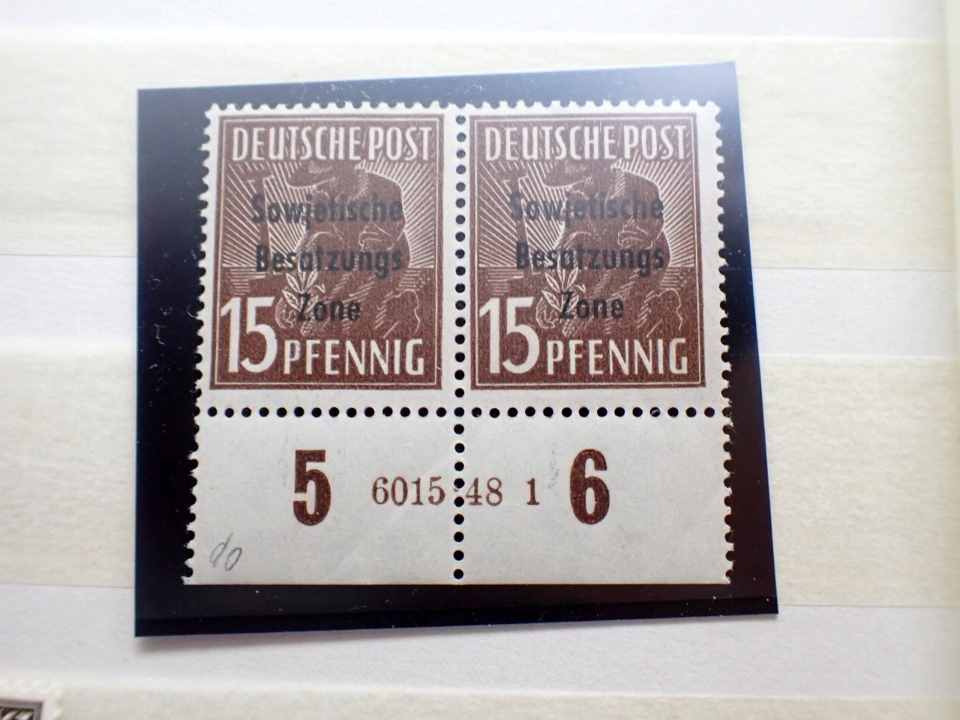 DEUTSCHE POST DEUTSCHE POST
Sowjetische Sowjetische
Besatzungs Besatzungs
Zone Zone
15 PFENNIG 15 PFENNIG
5 6015 48 1 6